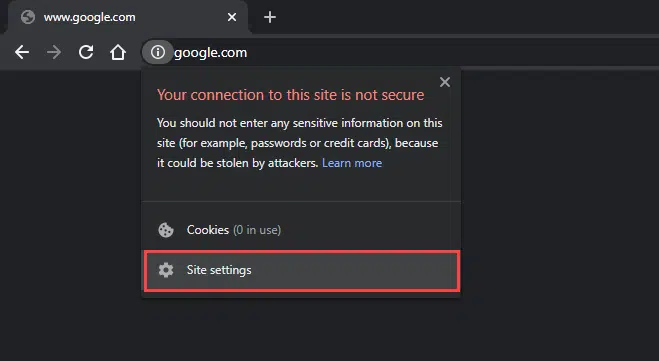 www.google.com
google.com
Your connection to this site is not secure
You should not enter any sensitive information on this
site (for example, passwords or credit cards), because
it could be stolen by attackers. Learn more
Cookies (0 in use)
Site settings